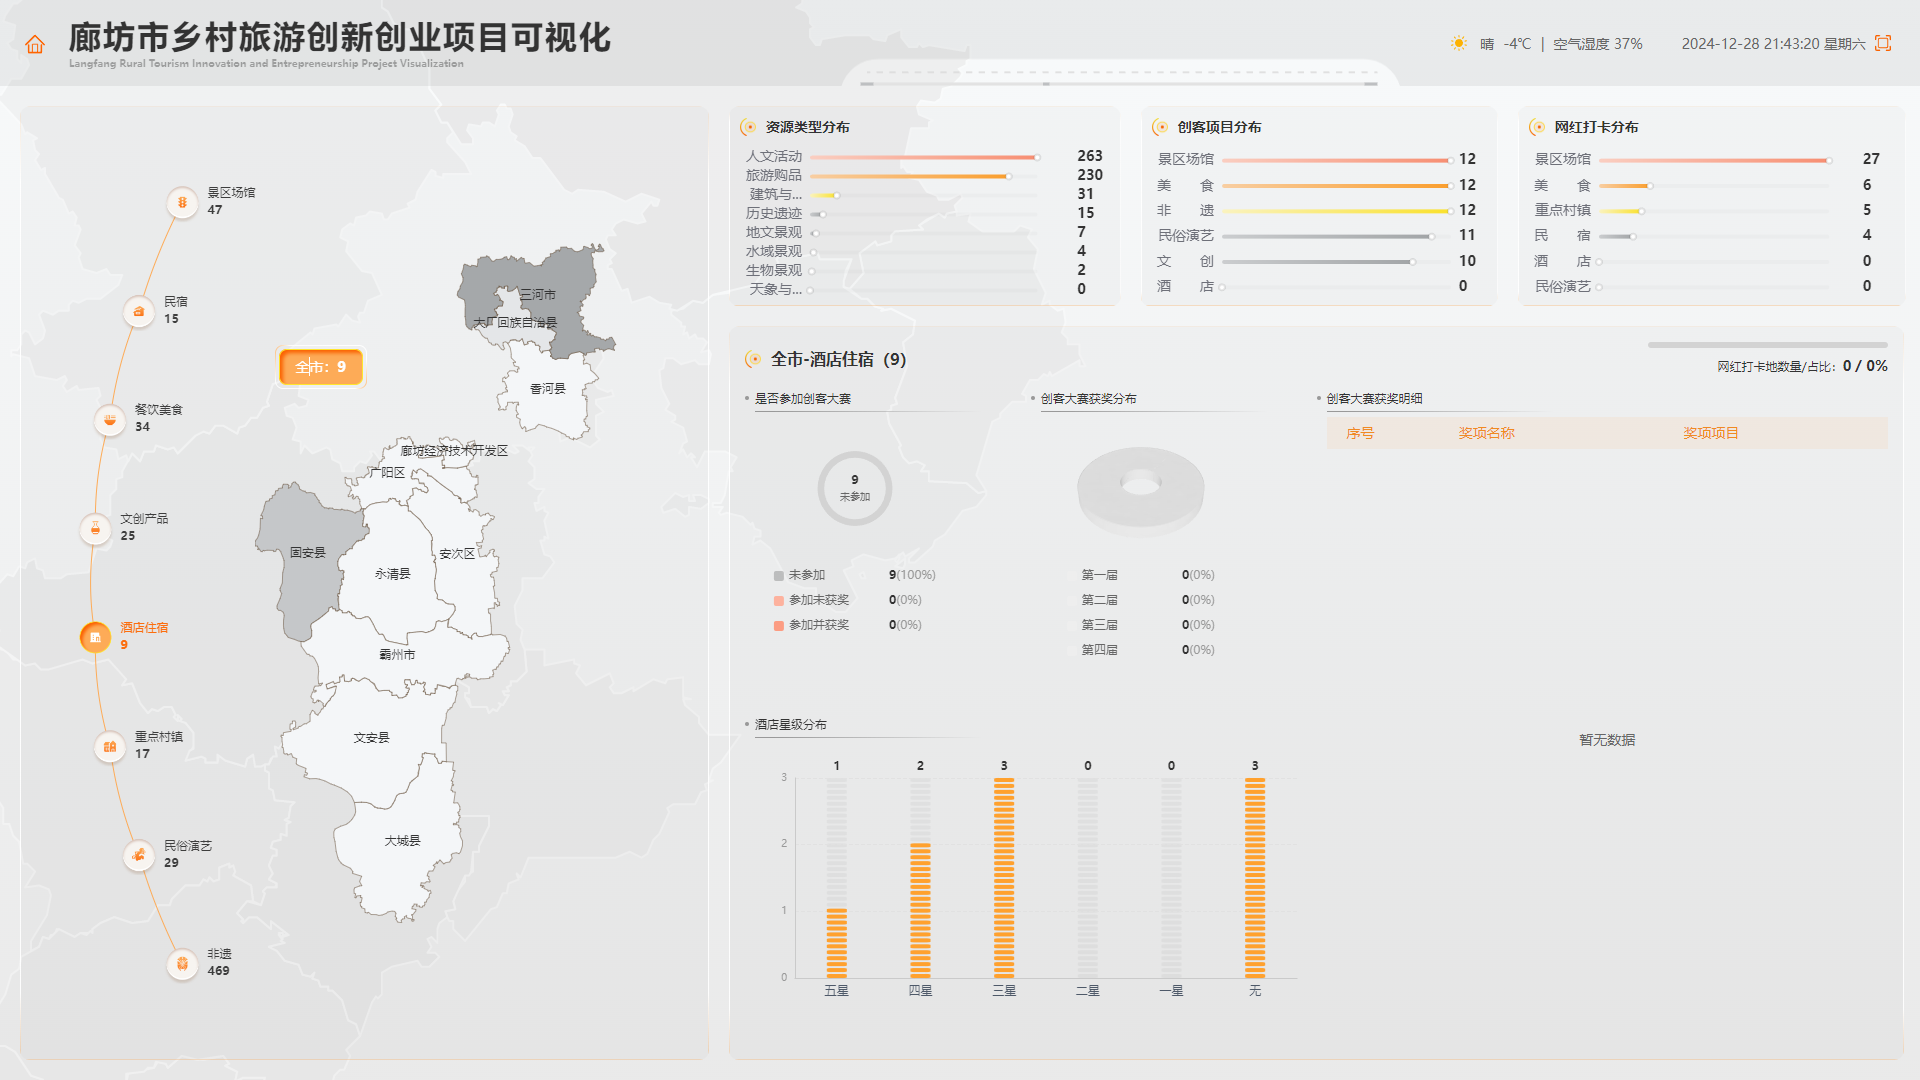 廊坊市乡村旅游创新创业项目可视化
Langfang Rural Tourism Innovation and Entrepreneurship Project Visualization
晴 -4℃ | 空气湿度 37%
2024-12-28 21:43:20 星期六
景区场馆
47
民宿
15
餐饮美食
34
文创产品
25
酒店住宿
9
重点村镇
17
民俗演艺
29
非遗
469
全市: 9
三河市
大厂回族自治县
香河县
廊坊经济技术开发区
广阳区
固安县
永清县
安次区
霸州市
文安县
大城县
资源类型分布
人文活动 263
旅游购品 230
建筑与... 31
历史遗迹 15
地文景观 7
水域景观 4
生物景观 2
天象与... 0
创客项目分布
景区场馆 12
美 食 12
非 遗 12
民俗演艺 11
文 创 10
酒 店 0
网红打卡分布
景区场馆 27
美 食 6
重点村镇 5
民 宿 4
酒 店 0
民俗演艺 0
全市-酒店住宿（9）
网红打卡地数量/占比: 0 / 0%
是否参加创客大赛
9
未参加
未参加 9(100%)
参加未获奖 0(0%)
参加并获奖 0(0%)
创客大赛获奖分布
第一届 0(0%)
第二届 0(0%)
第三届 0(0%)
第四届 0(0%)
创客大赛获奖明细
序号 奖项名称 奖项项目
暂无数据
酒店星级分布
1 2 3 0 0 3
3
2
1
0
五星 四星 三星 二星 一星 无